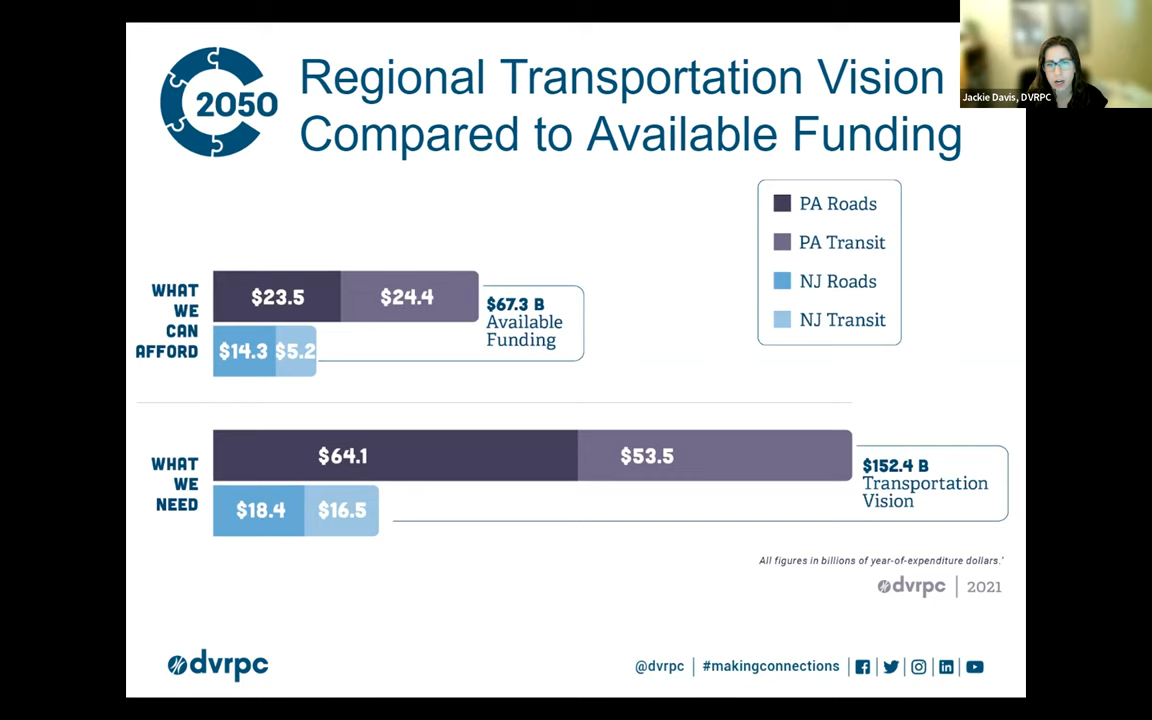 Jackie Davis, DVRPC
2050
Regional Transportation Vision
Compared to Available Funding
PA Roads
PA Transit
NJ Roads
NJ Transit
WHAT
WE
CAN
AFFORD
$23.5 $24.4
$14.3 $5.2
$67.3 B
Available
Funding
WHAT
WE
NEED
$64.1 $53.5
$18.4 $16.5
$152.4 B
Transportation
Vision
All figures in billions of year-of-expenditure dollars.'
dvrpc | 2021
dvrpc
@dvrpc | #makingconnections